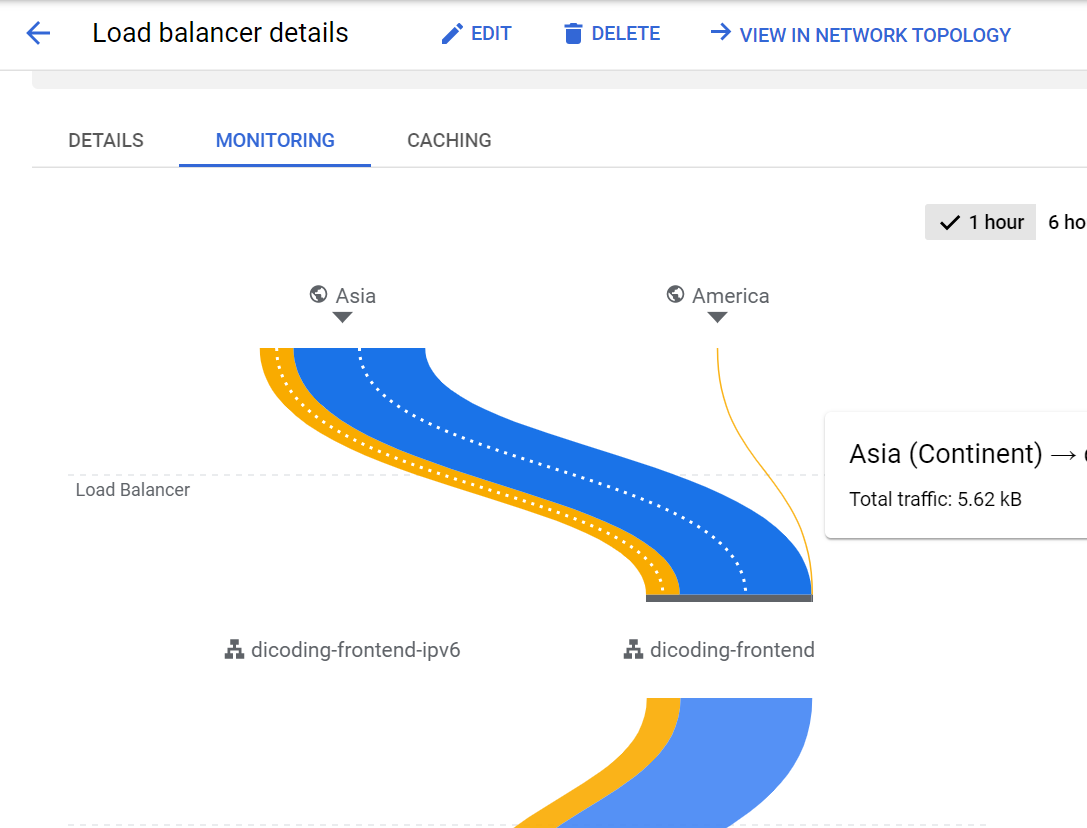 Load balancer details EDIT DELETE VIEW IN NETWORK TOPOLOGY
DETAILS MONITORING CACHING
1 hour 6 ho
Asia America
Asia (Continent) →
Total traffic: 5.62 kB
Load Balancer
dicoding-frontend-ipv6 dicoding-frontend